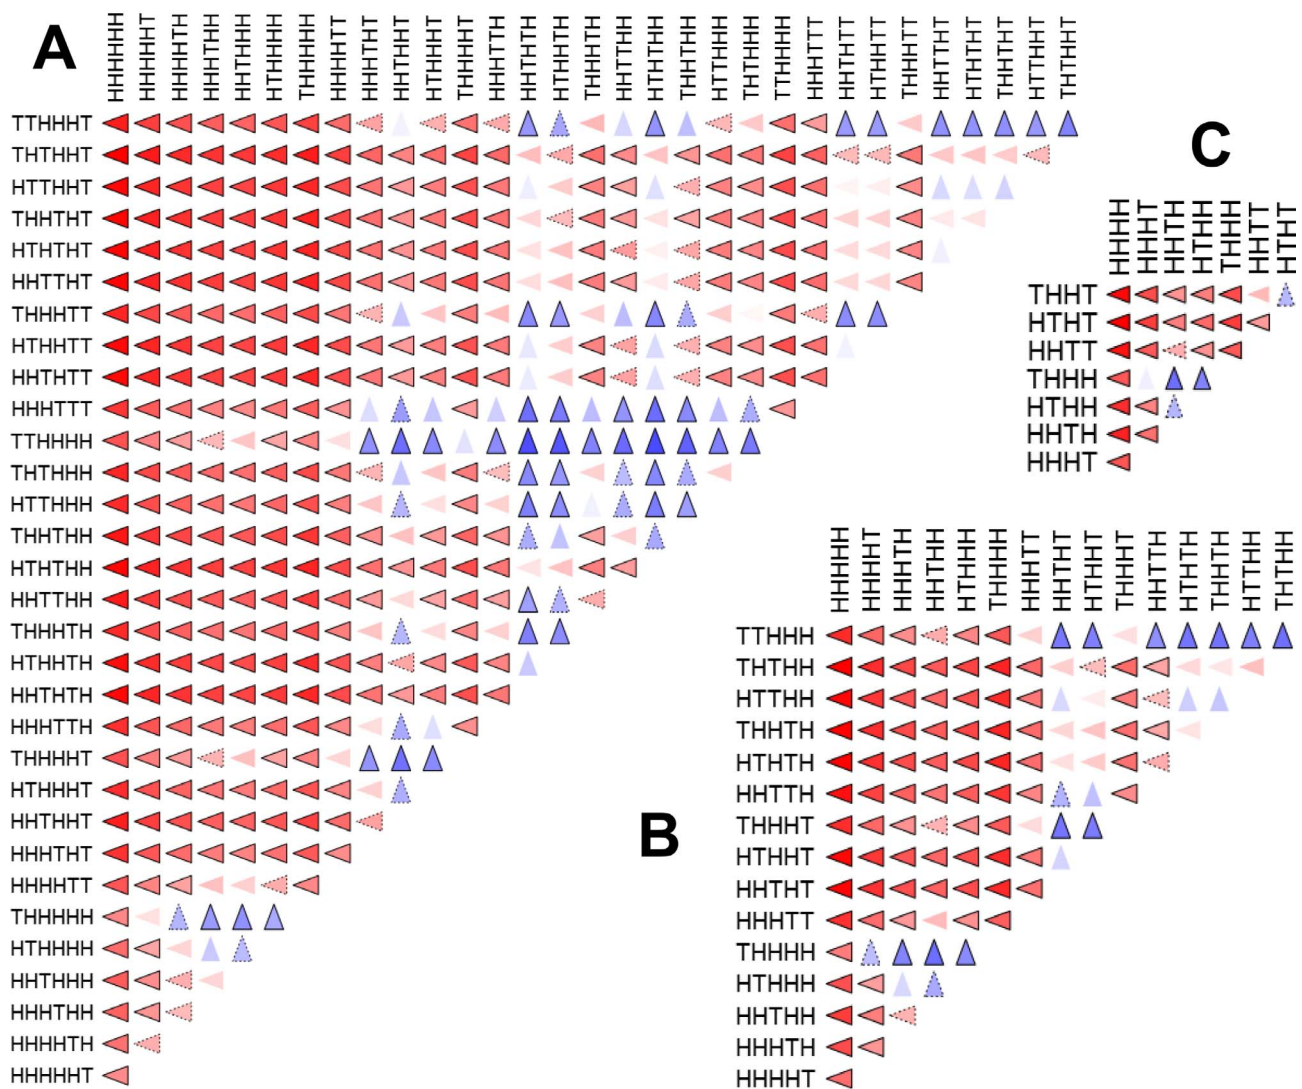 A
HHHHHH
HHHHHT
HHHHTH
HHHTHH
HHTHHH
HTHHHH
THHHHH
HHHHTT
HHHTHT
HHTHHT
HTHHHT
THHHHT
HHHTTH
HHTHTH
HTHHTH
THHHTH
HHTTHH
HTHTHH
THHTHH
HTTHHH
THTHHH
TTHHHH
HHHTTT
HHTHTT
HTHHTT
THHHTT
HHTTHT
HTHTHT
THHTHT
HTTHHT
THTHHT
TTHHHT
THTHHT
HTTHHT
THHTHT
HTHTHT
HHTTHT
THHHTT
HTHHTT
HHTHTT
HHHTTT
TTHHHH
THTHHH
HTTHHH
THHTHH
HTHTHH
HHTTHH
THHHTH
HTHHTH
HHTHTH
HHHTTH
THHHHT
HTHHHT
HHTHHT
HHHTHT
HHHHTT
THHHHH
HTHHHH
HHTHHH
HHHTHH
HHHHTH
HHHHHT
C
HHHH
HHHT
HHTH
HTHH
THHH
HHTT
HTHT
THHT
HTHT
HHTT
THHH
HTHH
HHTH
HHHT
B
HHHHH
HHHHT
HHHTH
HHTHH
HTHHH
THHHH
HHHTT
HHTHT
HTHHT
THHHT
HHTTH
HTHTH
THHTH
HTTHH
THTHH
TTHHH
THTHH
HTTHH
THHTH
HTHTH
HHTTH
THHHT
HTHHT
HHTHT
HHHTT
THHHH
HTHHH
HHTHH
HHHTH
HHHHT